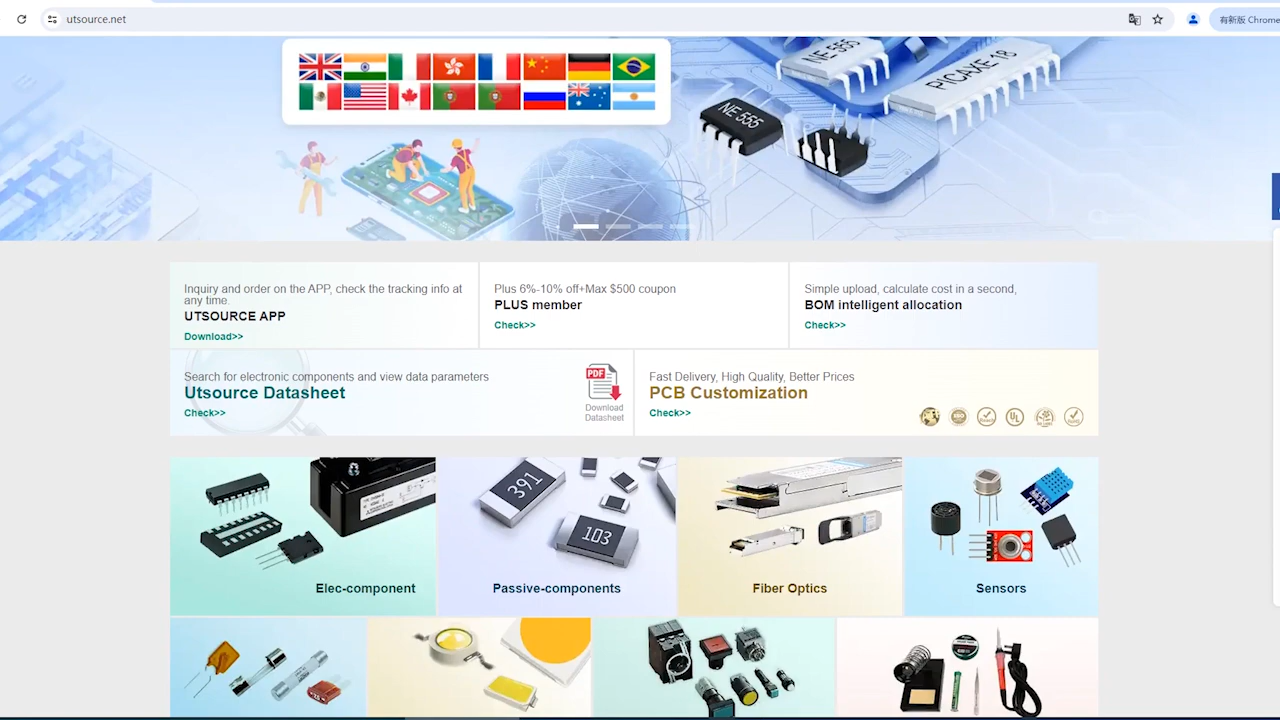 utsource.net
有新版 Chrome
NE 555
PICAXE-18
NE 555
Inquiry and order on the APP, check the tracking info at
any time.
UTSOURCE APP
Download>>
Plus 6%-10% off+Max $500 coupon
PLUS member
Check>>
Simple upload, calculate cost in a second,
BOM intelligent allocation
Check>>
Search for electronic components and view data parameters
Utsource Datasheet
Check>>
PDF
Download
Datasheet
Fast Delivery, High Quality, Better Prices
PCB Customization
Check>>
391
103
Elec-component
Passive-components
Fiber Optics
Sensors